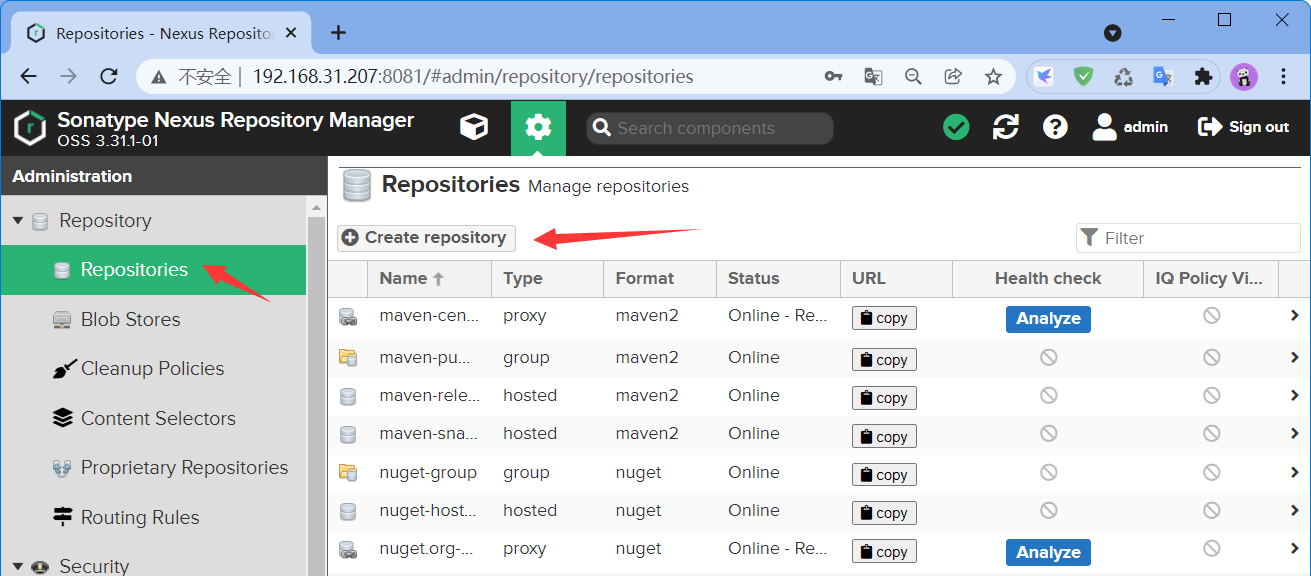 Repositories - Nexus Reposito
不安全 | 192.168.31.207:8081/#admin/repository/repositories
Sonatype Nexus Repository Manager
OSS 3.31.1-01
Search components
admin
Sign out
Administration
Repositories Manage repositories
Repository
Create repository
Filter
Repositories
Blob Stores
Cleanup Policies
Content Selectors
Proprietary Repositories
Routing Rules
Security
Name Type Format Status URL Health check IQ Policy Vi...
maven-cen... proxy maven2 Online - Re... copy Analyze
maven-pu... group maven2 Online copy
maven-rele... hosted maven2 Online copy
maven-sna... hosted maven2 Online copy
nuget-group group nuget Online copy
nuget-host... hosted nuget Online copy
nuget.org-... proxy nuget Online - Re... copy Analyze